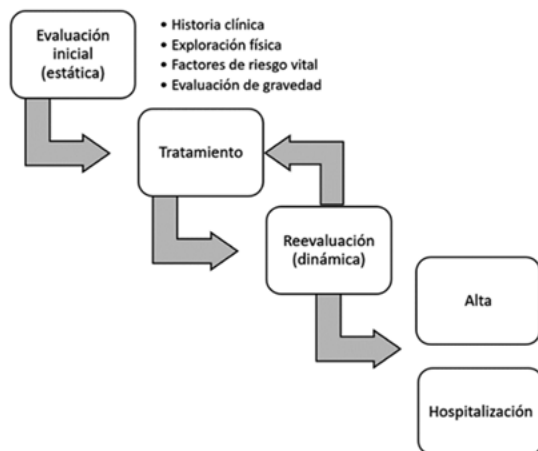 Evaluación
inicial
(estática)
• Historia clínica
• Exploración física
• Factores de riesgo vital
• Evaluación de gravedad
Tratamiento
Reevaluación
(dinámica)
Alta
Hospitalización